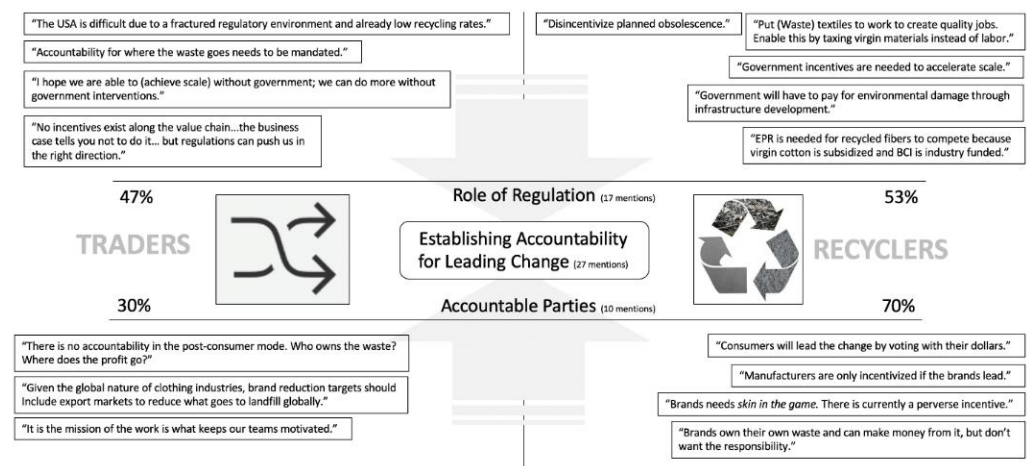 “The USA is difficult due to a fractured regulatory environment and already low recycling rates.”
“Accountability for where the waste goes needs to be mandated.”
“I hope we are able to (achieve scale) without government; we can do more without
government interventions.”
“No incentives exist along the value chain...the business
case tells you not to do it... but regulations can push us in
the right direction.”
“Disincentivize planned obsolescence.”
“Put (Waste) textiles to work to create quality jobs.
Enable this by taxing virgin materials instead of labor.”
“Government incentives are needed to accelerate scale.”
“Government will have to pay for environmental damage through
infrastructure development.”
“EPR is needed for recycled fibers to compete because
virgin cotton is subsidized and BCI is industry funded.”
47%
Role of Regulation (17 mentions)
53%
TRADERS
Establishing Accountability
for Leading Change (27 mentions)
RECYCLERS
30%
Accountable Parties (10 mentions)
70%
“There is no accountability in the post-consumer mode. Who owns the waste?
Where does the profit go?”
“Given the global nature of clothing industries, brand reduction targets should
Include export markets to reduce what goes to landfill globally.”
“It is the mission of the work is what keeps our teams motivated.”
“Consumers will lead the change by voting with their dollars.”
“Manufacturers are only incentivized if the brands lead.”
“Brands needs skin in the game. There is currently a perverse incentive.”
“Brands own their own waste and can make money from it, but don’t
want the responsibility.”